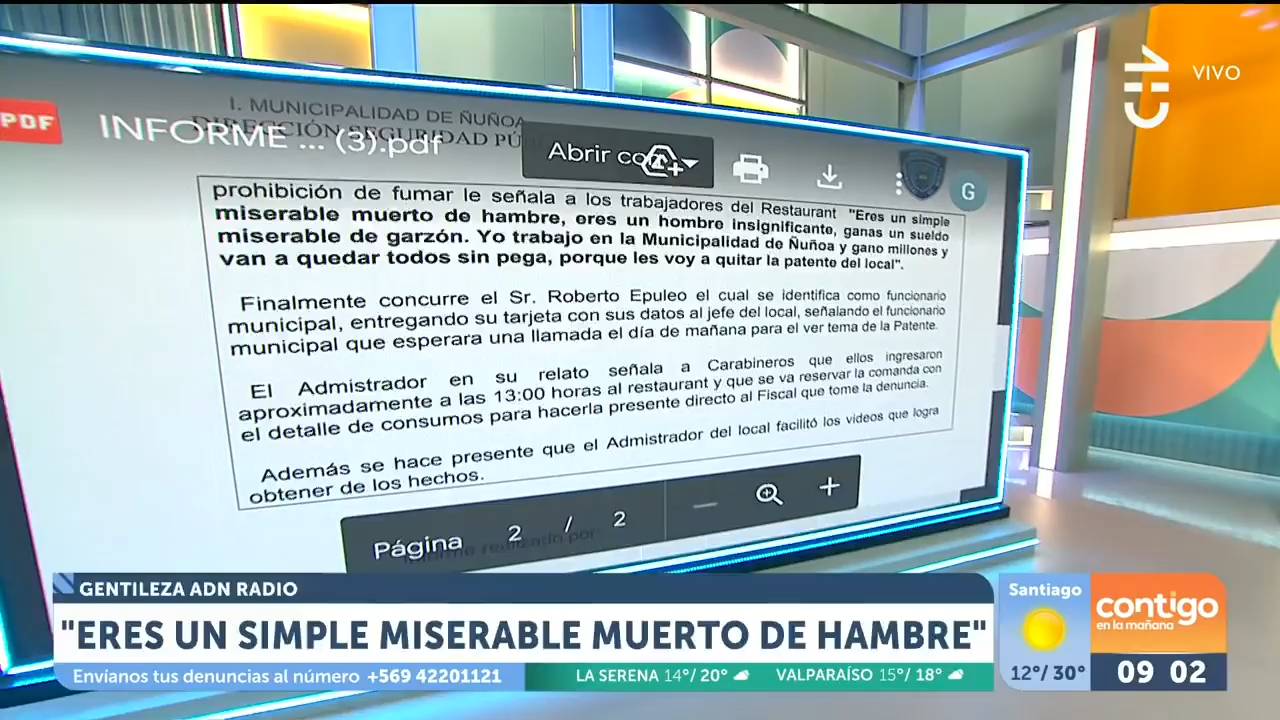 VIVO
I. MUNICIPALIDAD DE ÑUÑOA
DIRECCIÓN SEGURIDAD PÚ
PDF
INFORME ... (3).pdf
Abrir co
G
prohibición de fumar le señala a los trabajadores del Restaurant "Eres un simple
miserable muerto de hambre, eres un hombre insignificante, ganas un sueldo
miserable de garzón. Yo trabajo en la Municipalidad de Ñuñoa y gano millones y
van a quedar todos sin pega, porque les voy a quitar la patente del local".
Finalmente concurre el Sr. Roberto Epuleo el cual se identifica como funcionario
municipal, entregando su tarjeta con sus datos al jefe del local, señalando el funcionario
municipal que esperara una llamada el día de mañana para el ver tema de la Patente.
El Admistrador en su relato señala a Carabineros que ellos ingresaron
aproximadamente a las 13:00 horas al restaurant y que se va reservar la comanda con
el detalle de consumos para hacerla presente directo al Fiscal que tome la denuncia.
Además se hace presente que el Admistrador del local facilitó los videos que logra
obtener de los hechos.
Página 2 / 2
Informe realizado por:
GENTILEZA ADN RADIO
"ERES UN SIMPLE MISERABLE MUERTO DE HAMBRE"
Envíanos tus denuncias al número +569 42201121
LA SERENA 14°/ 20°
VALPARAÍSO 15°/ 18°
Santiago
12°/ 30°
contigo
en la mañana
09 02